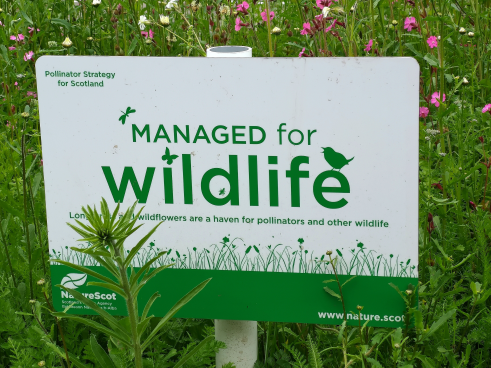 Pollinator Strategy
for Scotland
MANAGED for
wildlife
wildflowers are a haven for pollinators and other wildlife
NatureScot
www.nature.scot